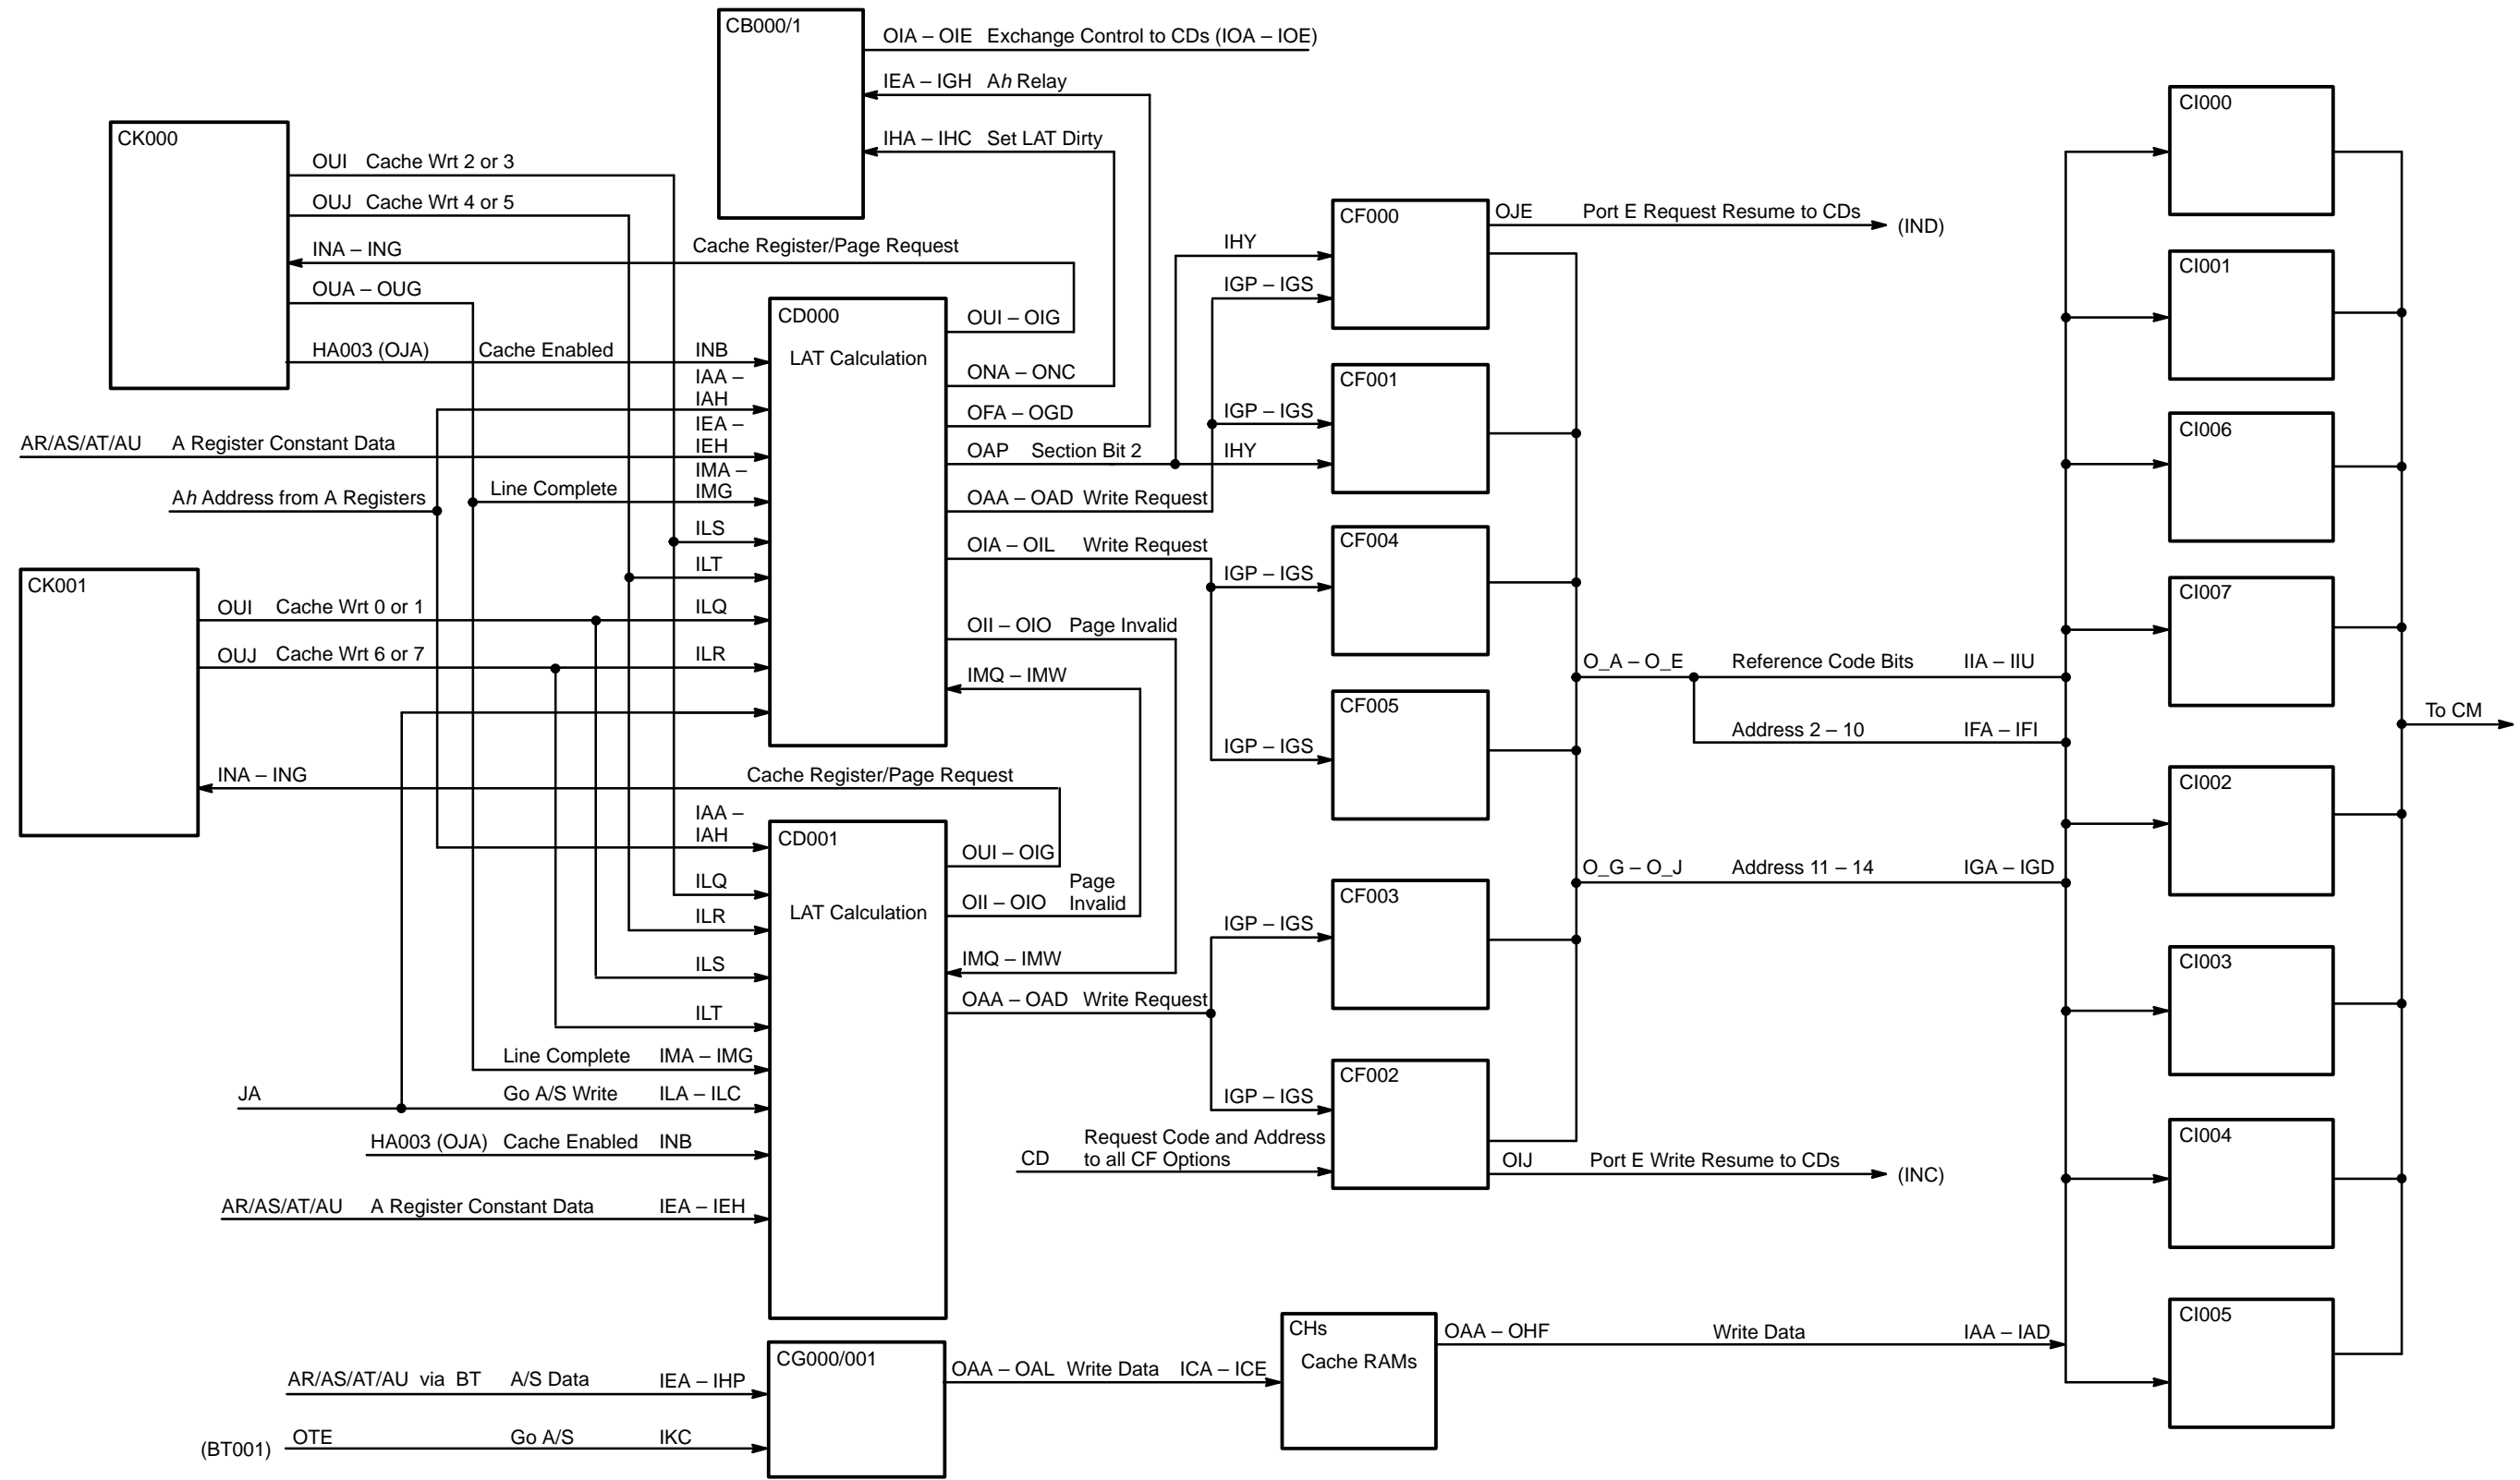 CB000/1
OIA – OIE Exchange Control to CDs (IOA – IOE)
IEA – IGH Ah Relay
IHA – IHC Set LAT Dirty
CK000
OUI Cache Wrt 2 or 3
OUJ Cache Wrt 4 or 5
INA – ING
Cache Register/Page Request
OUA – OUG
HA003 (OJA) Cache Enabled INB
IAA –
IAH
AR/AS/AT/AU A Register Constant Data
IEA –
IEH
Line Complete
IMA –
IMG
Ah Address from A Registers
ILS
ILT
CK001
OUI Cache Wrt 0 or 1
ILQ
OUJ Cache Wrt 6 or 7
ILR
INA – ING
Cache Register/Page Request
CD000
LAT Calculation
OUI – OIG
ONA – ONC
OFA – OGD
OAP Section Bit 2
OAA – OAD Write Request
OIA – OIL Write Request
OII – OIO Page Invalid
IMQ – IMW
IAA –
IAH
ILQ
ILR
ILS
ILT
Line Complete IMA – IMG
JA Go A/S Write ILA – ILC
HA003 (OJA) Cache Enabled INB
AR/AS/AT/AU A Register Constant Data IEA – IEH
CD001
LAT Calculation
OUI – OIG
OII – OIO
Page
Invalid
IMQ – IMW
OAA – OAD Write Request
CF000
IHY
IGP – IGS
OJE Port E Request Resume to CDs (IND)
CF001
IGP – IGS
IHY
CF004
IGP – IGS
CF005
IGP – IGS
CF003
IGP – IGS
CF002
IGP – IGS
CD
Request Code and Address
to all CF Options
OIJ Port E Write Resume to CDs (INC)
O_A – O_E Reference Code Bits IIA – IIU
Address 2 – 10 IFA – IFI
O_G – O_J Address 11 – 14 IGA – IGD
CI000
CI001
CI006
CI007
To CM
CI002
CI003
CI004
CI005
CG000/001
AR/AS/AT/AU via BT A/S Data IEA – IHP
(BT001) OTE Go A/S IKC
OAA – OAL Write Data ICA – ICE
CHs
Cache RAMs
OAA – OHF Write Data IAA – IAD